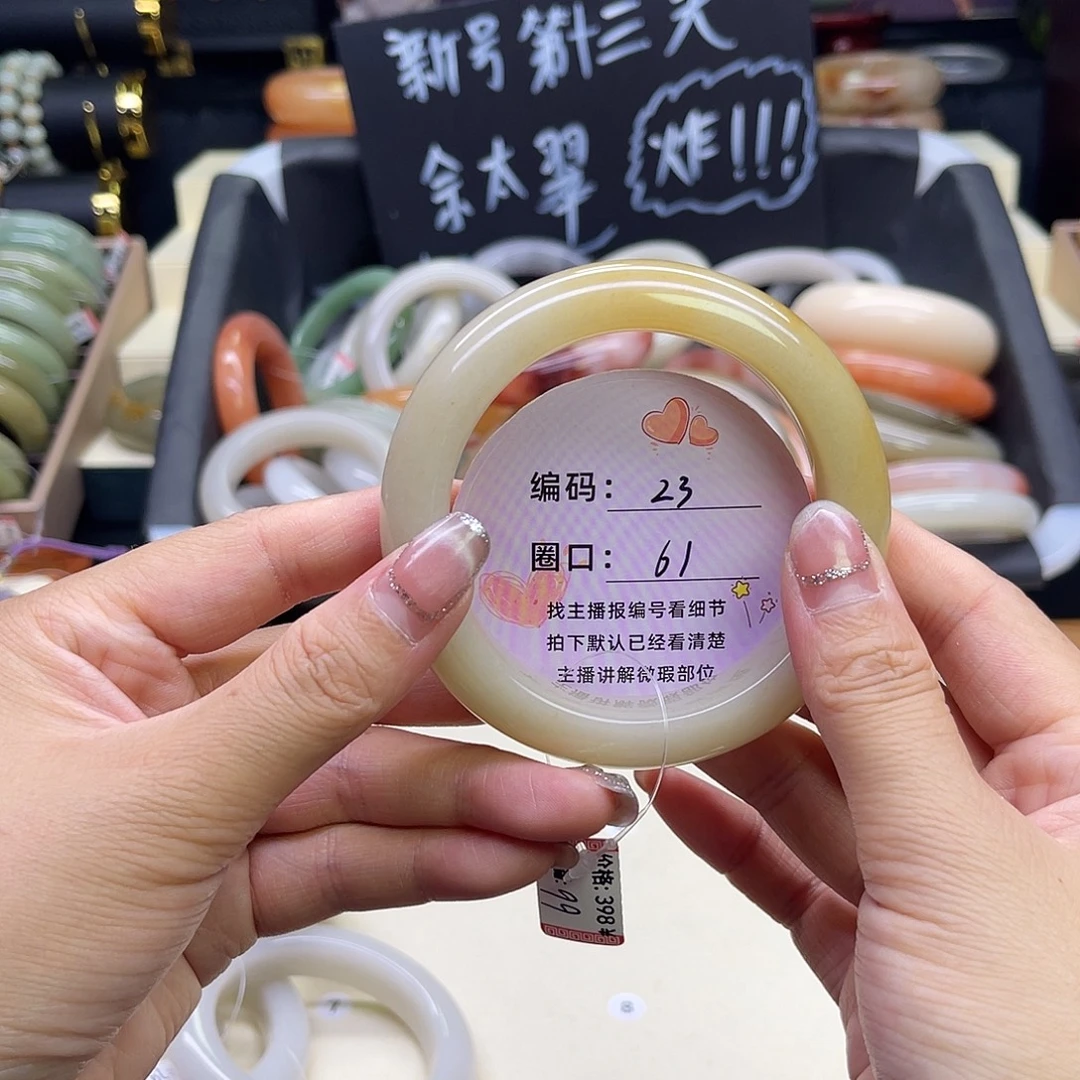 新号第十三天
余太翠
炸!!!
编码： 23
圈口： 61
找主播报编号看细节
拍下默认已经看清楚
主播讲解微瑕部位
价格: 398
99